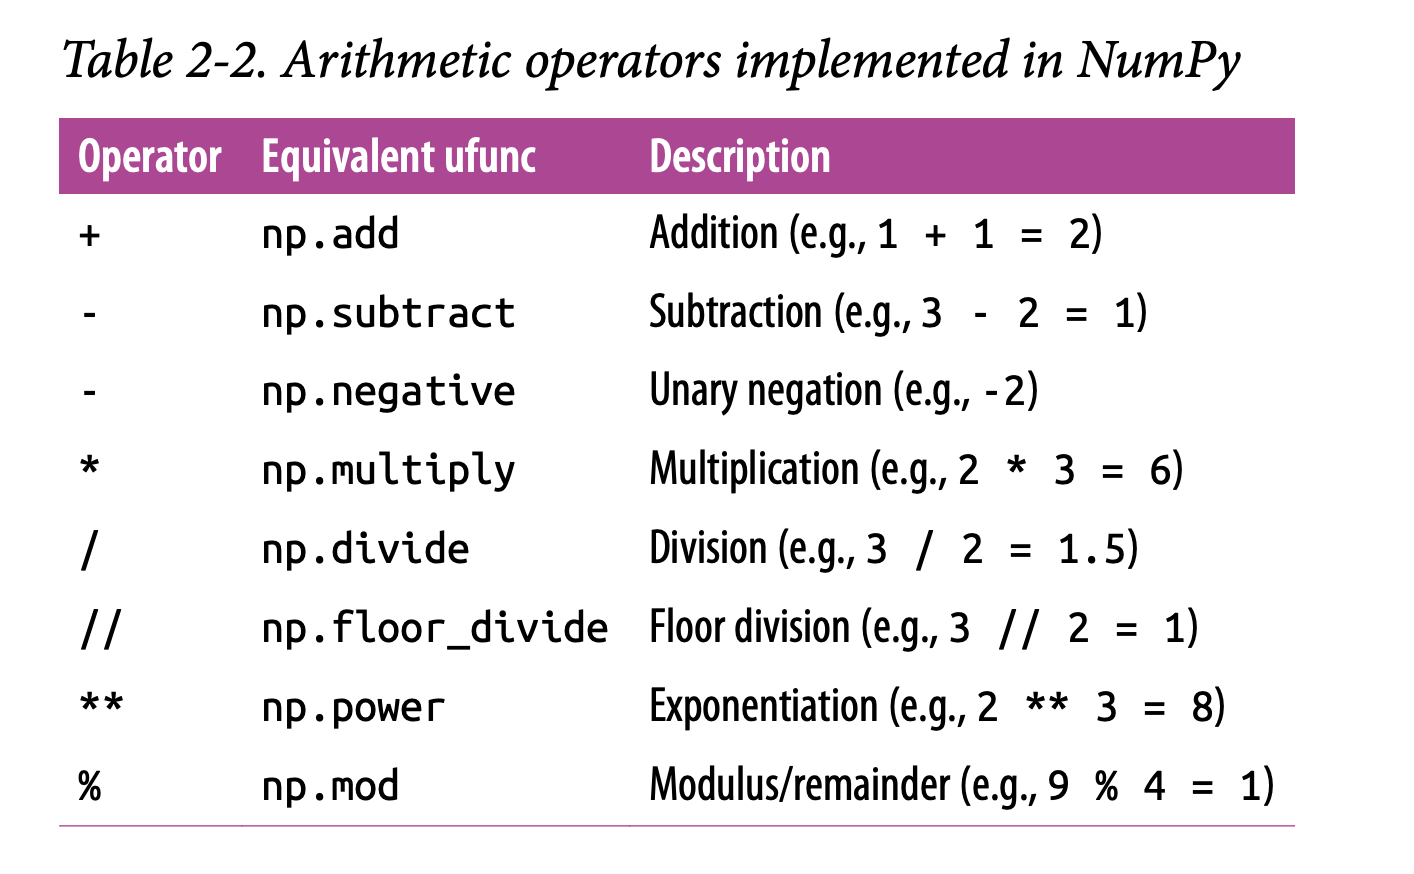 Table 2-2. Arithmetic operators implemented in NumPy
Operator Equivalent ufunc Description
+ np.add Addition (e.g., 1 + 1 = 2)
- np.subtract Subtraction (e.g., 3 - 2 = 1)
- np.negative Unary negation (e.g., -2)
* np.multiply Multiplication (e.g., 2 * 3 = 6)
/ np.divide Division (e.g., 3 / 2 = 1.5)
// np.floor_divide Floor division (e.g., 3 // 2 = 1)
** np.power Exponentiation (e.g., 2 ** 3 = 8)
% np.mod Modulus/remainder (e.g., 9 % 4 = 1)